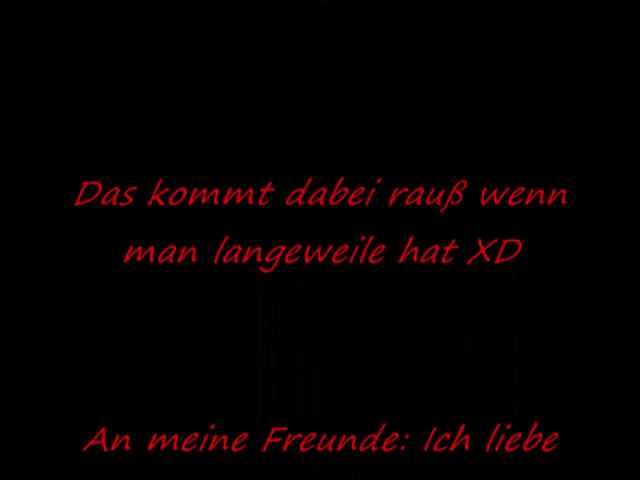 Das kommt dabei rauß wenn
man langeweile hat XD
An meine Freunde: Ich liebe